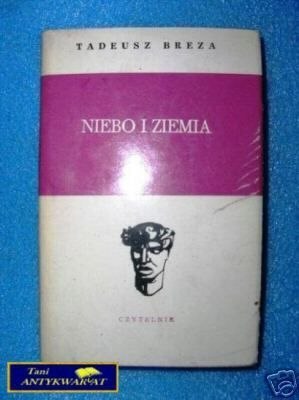 TADEUSZ BREZA
NIEBO I ZIEMIA
CZYTELNIK
Tani
ANTYKWARIAT